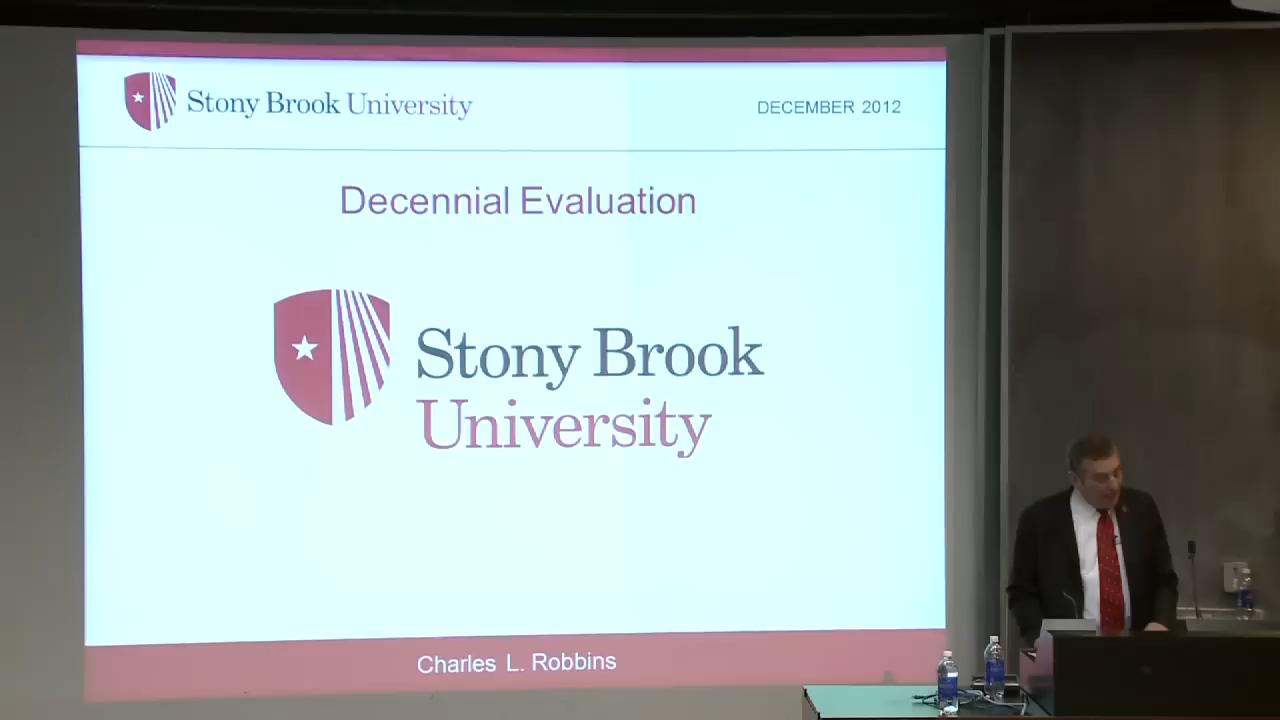 Stony Brook University
DECEMBER 2012
Decennial Evaluation
Stony Brook
University
Charles L. Robbins